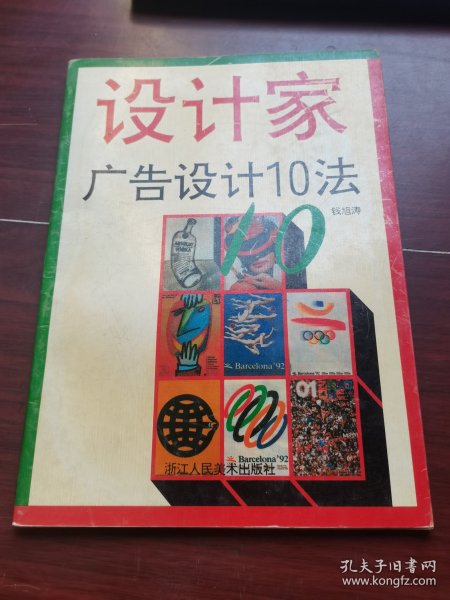 设计家
广告设计10法
钱旭涛
10
ABSOLUT
VODKA
Barcelona'92
Barcelona'92
01
Barcelona'92
浙江人民美术出版社
孔夫子旧书网
www.kongfz.com